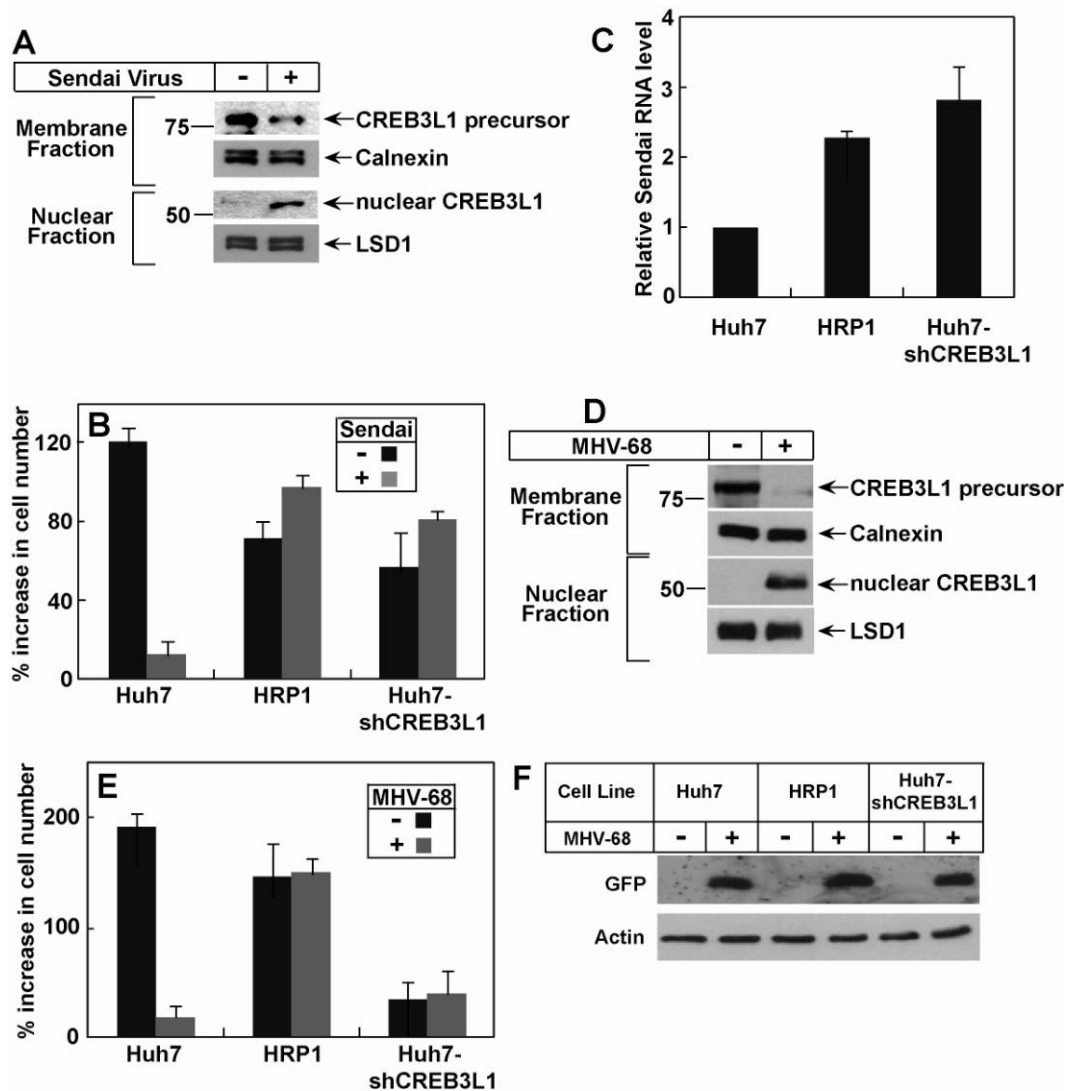 A
Sendai Virus - +
Membrane
Fraction
75
CREB3L1 precursor
Calnexin
Nuclear
Fraction
50
nuclear CREB3L1
LSD1
C
Relative Sendai RNA level
4
3
2
1
0
Huh7
HRP1
Huh7-
shCREB3L1
B
% increase in cell number
120
80
40
0
Sendai
-
+
Huh7
HRP1
Huh7-
shCREB3L1
D
MHV-68 - +
Membrane
Fraction
75
CREB3L1 precursor
Calnexin
Nuclear
Fraction
50
nuclear CREB3L1
LSD1
E
% increase in cell number
200
100
0
MHV-68
-
+
Huh7
HRP1
Huh7-
shCREB3L1
F
Cell Line Huh7 HRP1 Huh7-
shCREB3L1
MHV-68 - + - + - +
GFP
Actin